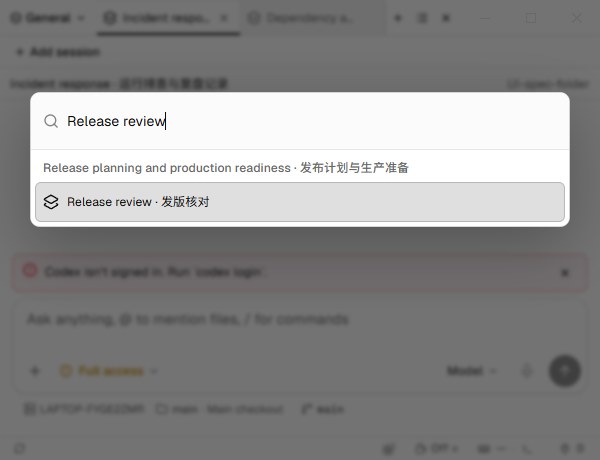 General
Incident respo...
Dependency a...
+ Add session
Incident response · 运行排查与复盘记录
Release review
Release planning and production readiness · 发布计划与生产准备
Release review · 发版核对
Codex isn't signed in. Run `codex login`.
Ask anything, @ to mention files, / for commands
Full access
Model
main · Main checkout
main
Off